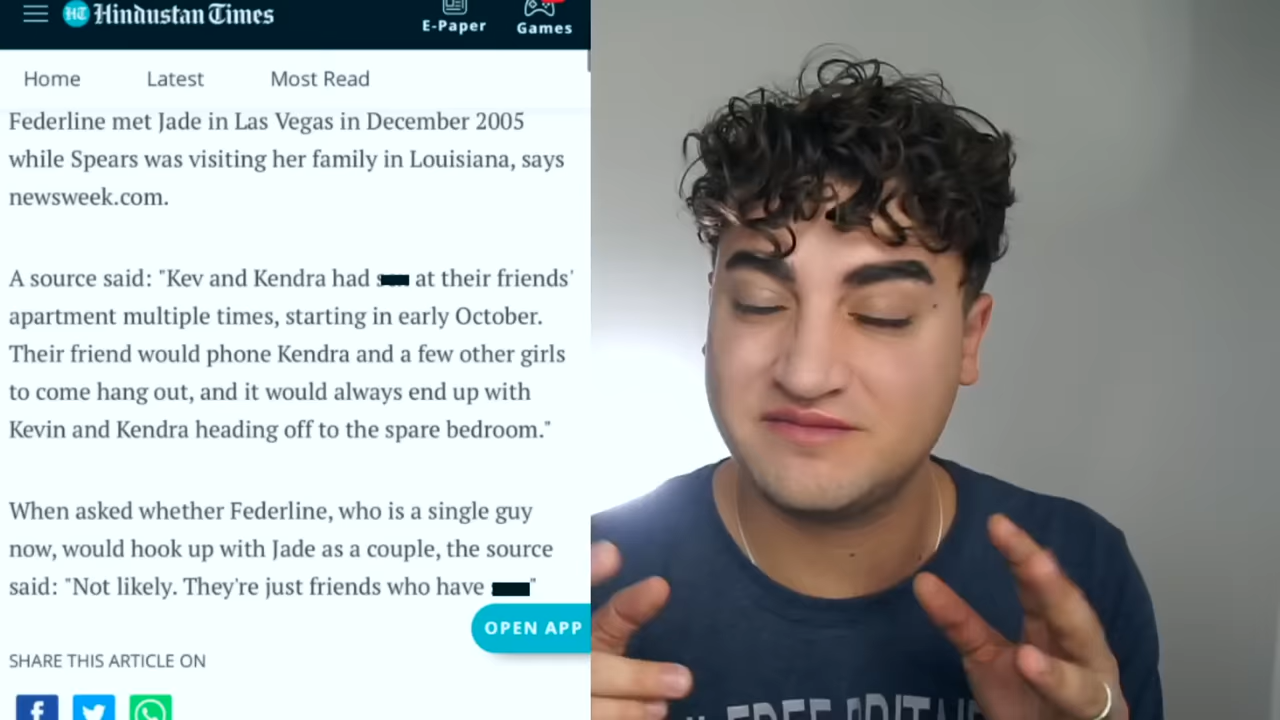 HT Hindustan Times
E-Paper
Games
Home
Latest
Most Read
Federline met Jade in Las Vegas in December 2005
while Spears was visiting her family in Louisiana, says
newsweek.com.
A source said: "Kev and Kendra had at their friends'
apartment multiple times, starting in early October.
Their friend would phone Kendra and a few other girls
to come hang out, and it would always end up with
Kevin and Kendra heading off to the spare bedroom."
When asked whether Federline, who is a single guy
now, would hook up with Jade as a couple, the source
said: "Not likely. They're just friends who have "
OPEN APP
SHARE THIS ARTICLE ON
FREE BRITN